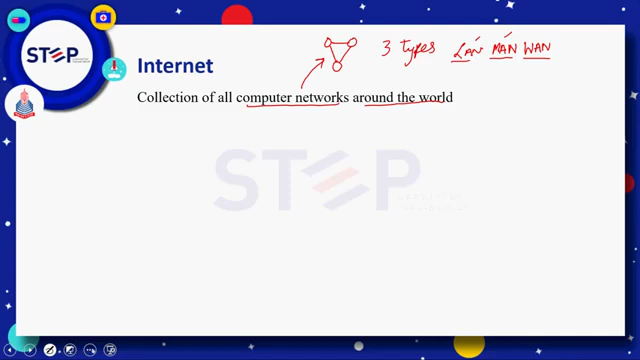 STEP
3 types LAN MAN WAN
Internet
Collection of all computer networks around the world
STEP